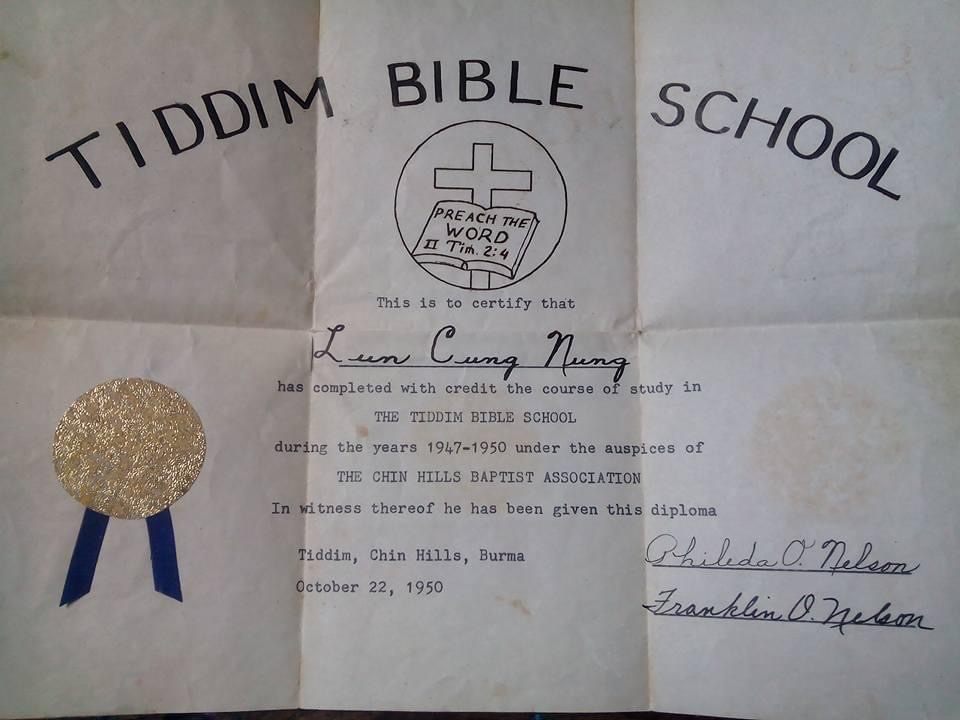 TIDDIM BIBLE SCHOOL
PREACH THE
WORD
II Tim. 2:4
This is to certify that
Lun Cung Nung
has completed with credit the course of study in
THE TIDDIM BIBLE SCHOOL
during the years 1947-1950 under the auspices of
THE CHIN HILLS BAPTIST ASSOCIATION
In witness thereof he has been given this diploma
Tiddim, Chin Hills, Burma
October 22, 1950
Phileda O. Nelson
Franklin O. Nelson